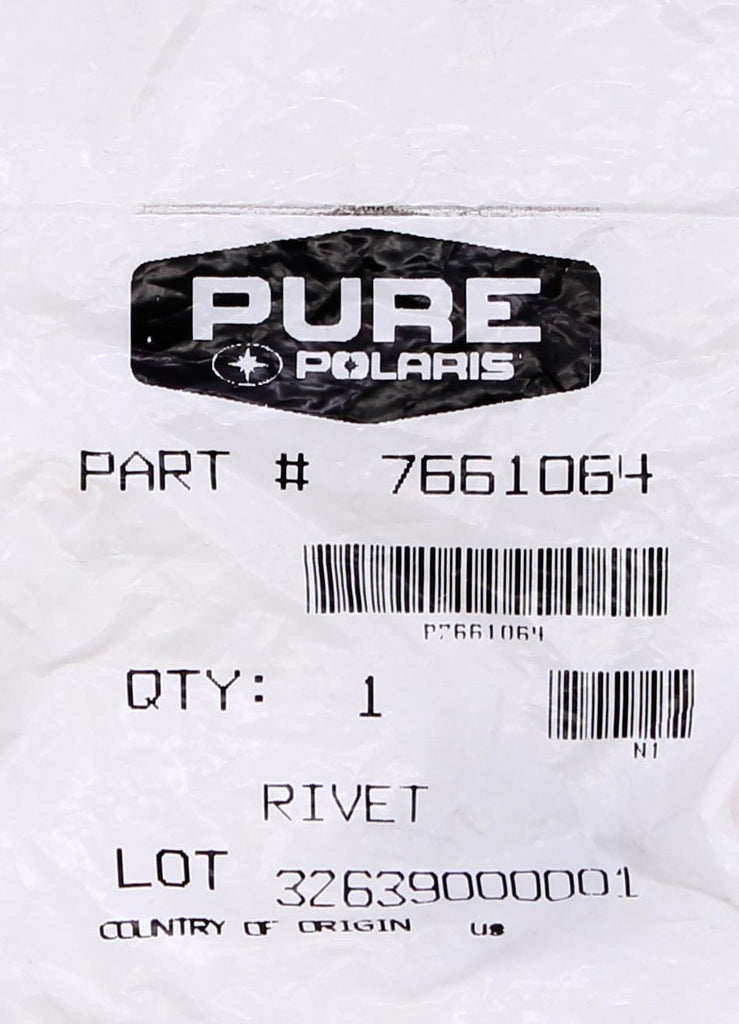 PURE
POLARIS
PART # 7661064
P7661064
QTY: 1
N1
RIVET
LOT 32639000001
COUNTRY OF ORIGIN us